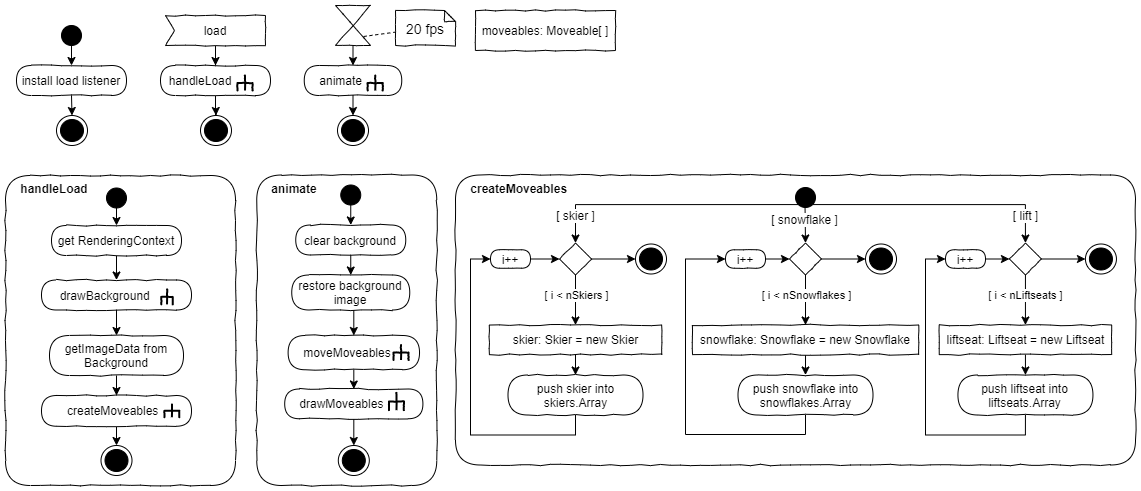 load
20 fps
moveables: Moveable[ ]
install load listener
handleLoad
animate
handleLoad
get RenderingContext
drawBackground
getImageData from
Background
createMoveables
animate
clear background
restore background
image
moveMoveables
drawMoveables
createMoveables
[ skier ]
[ snowflake ]
[ lift ]
i++
i++
i++
[ i < nSkiers ]
[ i < nSnowflakes ]
[ i < nLiftseats ]
skier: Skier = new Skier
snowflake: Snowflake = new Snowflake
liftseat: Liftseat = new Liftseat
push skier into
skiers.Array
push snowflake into
snowflakes.Array
push liftseat into
liftseats.Array